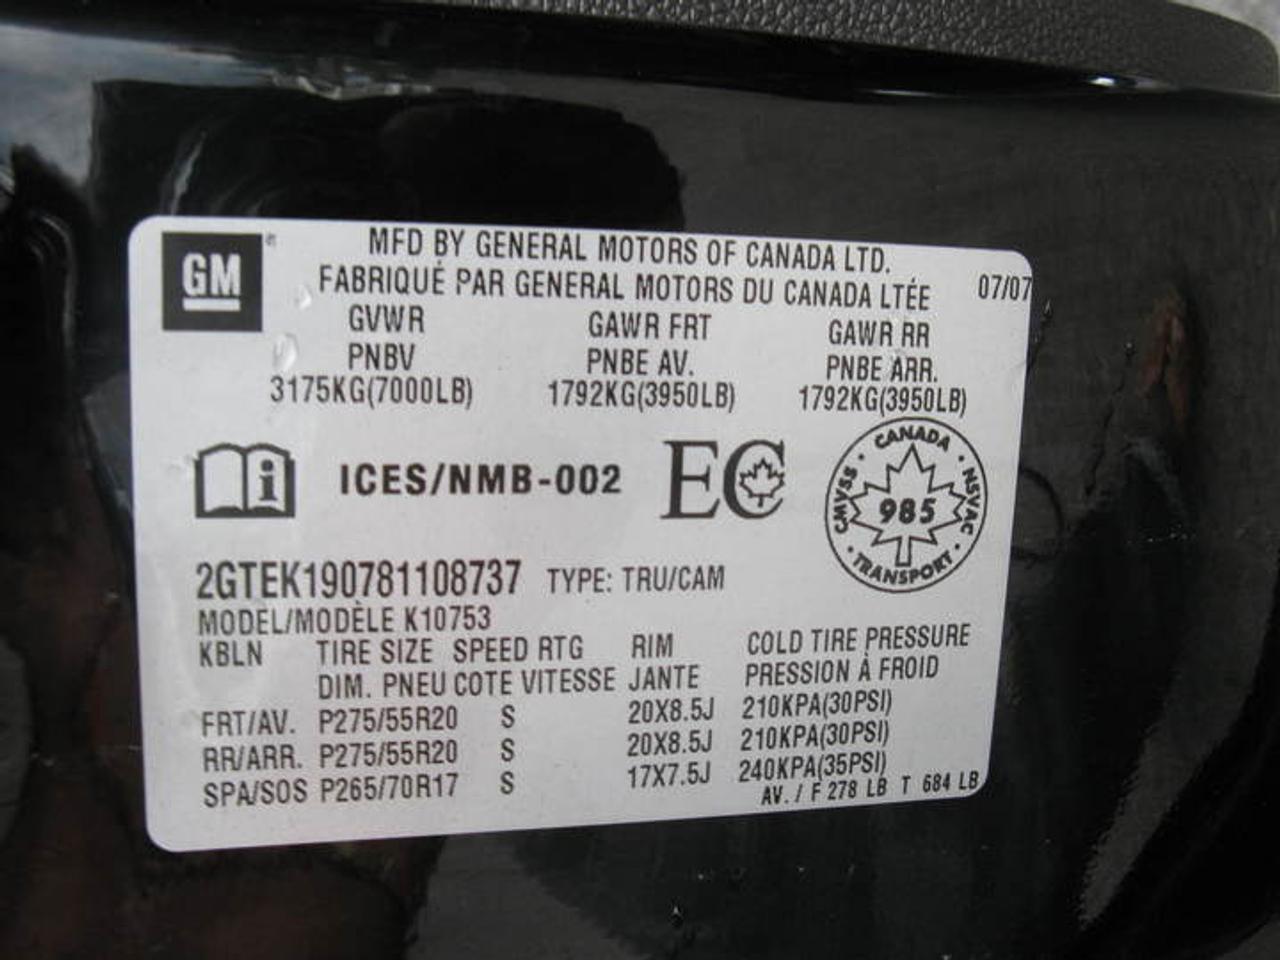 GM
MFD BY GENERAL MOTORS OF CANADA LTD.
FABRIQUÉ PAR GENERAL MOTORS DU CANADA LTÉE 07/07
GVWR GAWR FRT GAWR RR
PNBV PNBE AV. PNBE ARR.
3175KG(7000LB) 1792KG(3950LB) 1792KG(3950LB)
i ICES/NMB-002 EC
CANADA
CMVSS · 985 · NSVAC
· TRANSPORT ·
2GTEK190781108737 TYPE: TRU/CAM
MODEL/MODÈLE K10753
KBLN TIRE SIZE SPEED RTG RIM COLD TIRE PRESSURE
DIM. PNEU COTE VITESSE JANTE PRESSION À FROID
FRT/AV. P275/55R20 S 20X8.5J 210KPA(30PSI)
RR/ARR. P275/55R20 S 20X8.5J 210KPA(30PSI)
SPA/SOS P265/70R17 S 17X7.5J 240KPA(35PSI)
AV. / F 278 LB T 684 LB